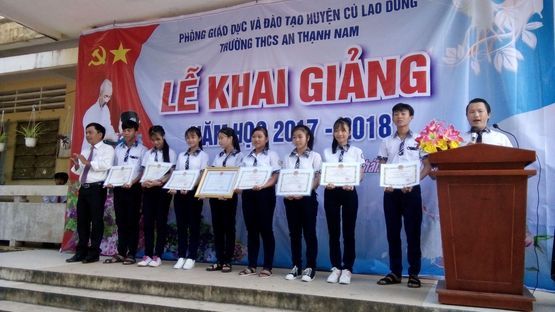 PHÒNG GIÁO DỤC VÀ ĐÀO TẠO HUYỆN CÙ LAO DUNG
TRƯỜNG THCS AN THẠNH NAM
LỄ KHAI GIẢNG
NĂM HỌC 2017 - 2018